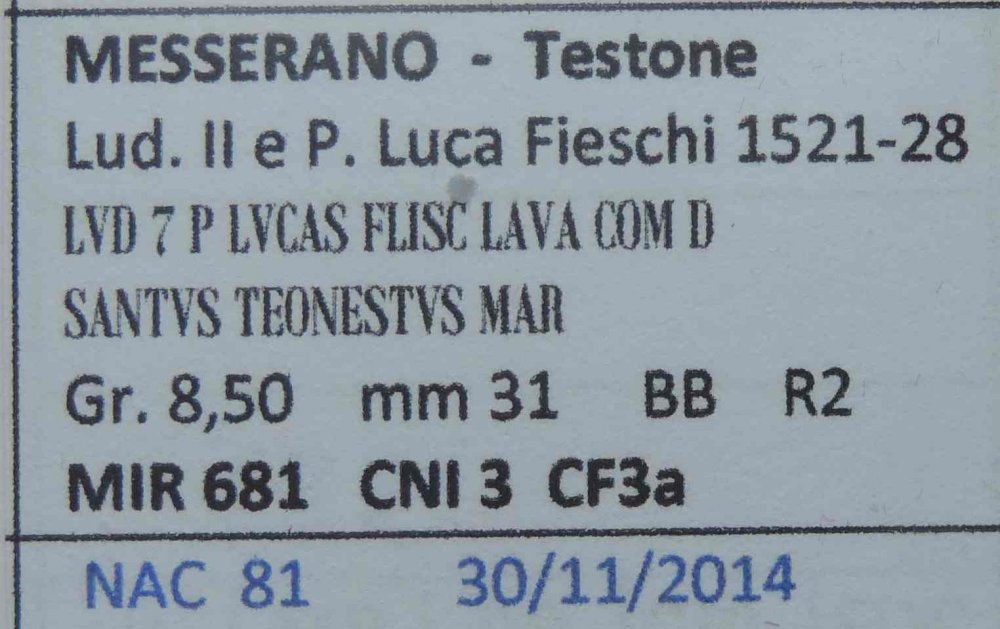 MESSERANO - Testone
Lud. II e P. Luca Fieschi 1521-28
LVD 7 P LVCAS FLISC LAVA COM D
SANTVS TEONESTVS MAR
Gr. 8,50 mm 31 BB R2
MIR 681 CNI 3 CF3a
NAC 81 30/11/2014